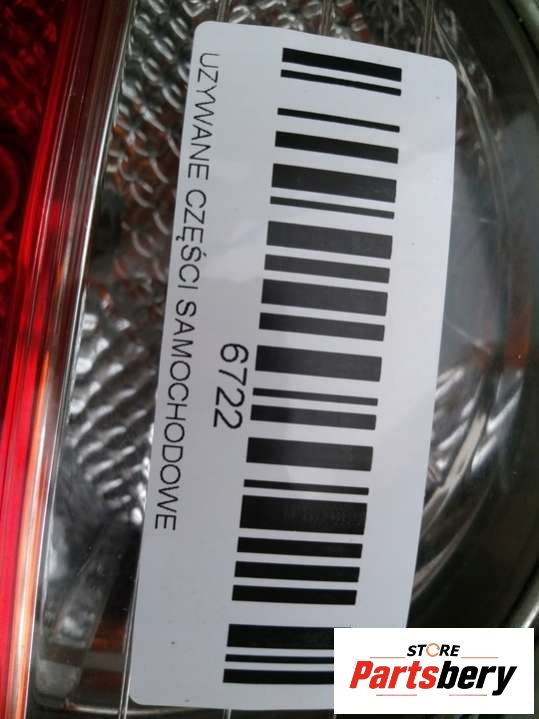 UZYWANE CZĘŚCI SAMOCHODOWE
6722
STORE
Partsbery